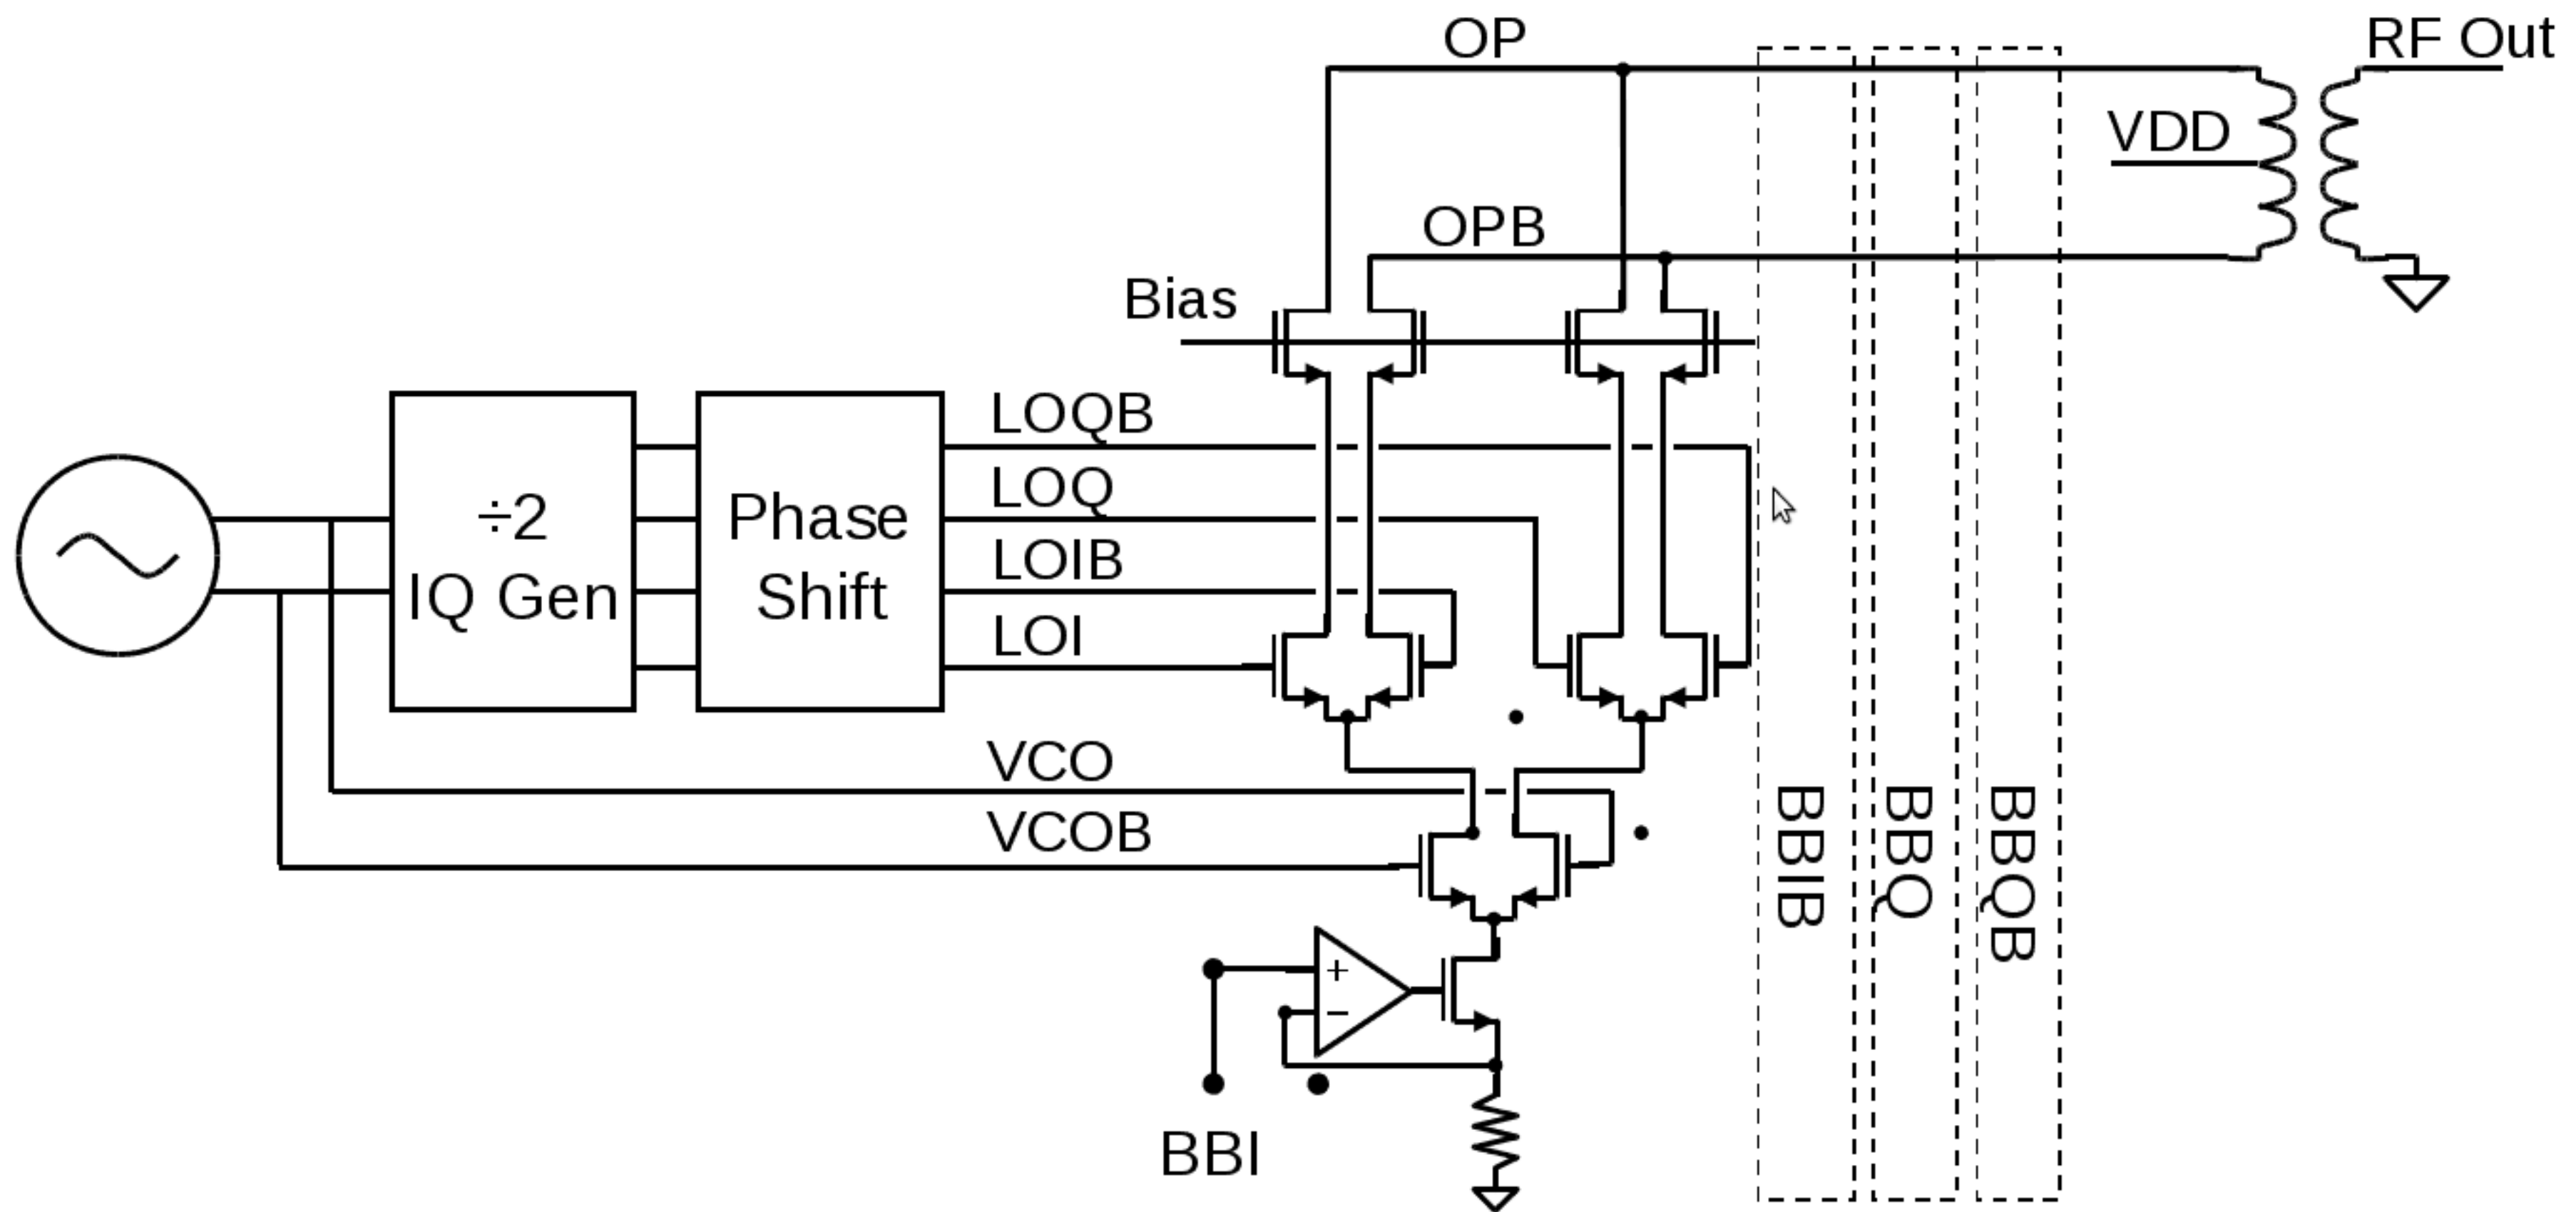 OP
RF Out
VDD
OPB
Bias
LOQB
LOQ
LOIB
LOI
÷2
IQ Gen
Phase
Shift
VCO
VCOB
BBIB
BBQ
BBQB
+
−
BBI